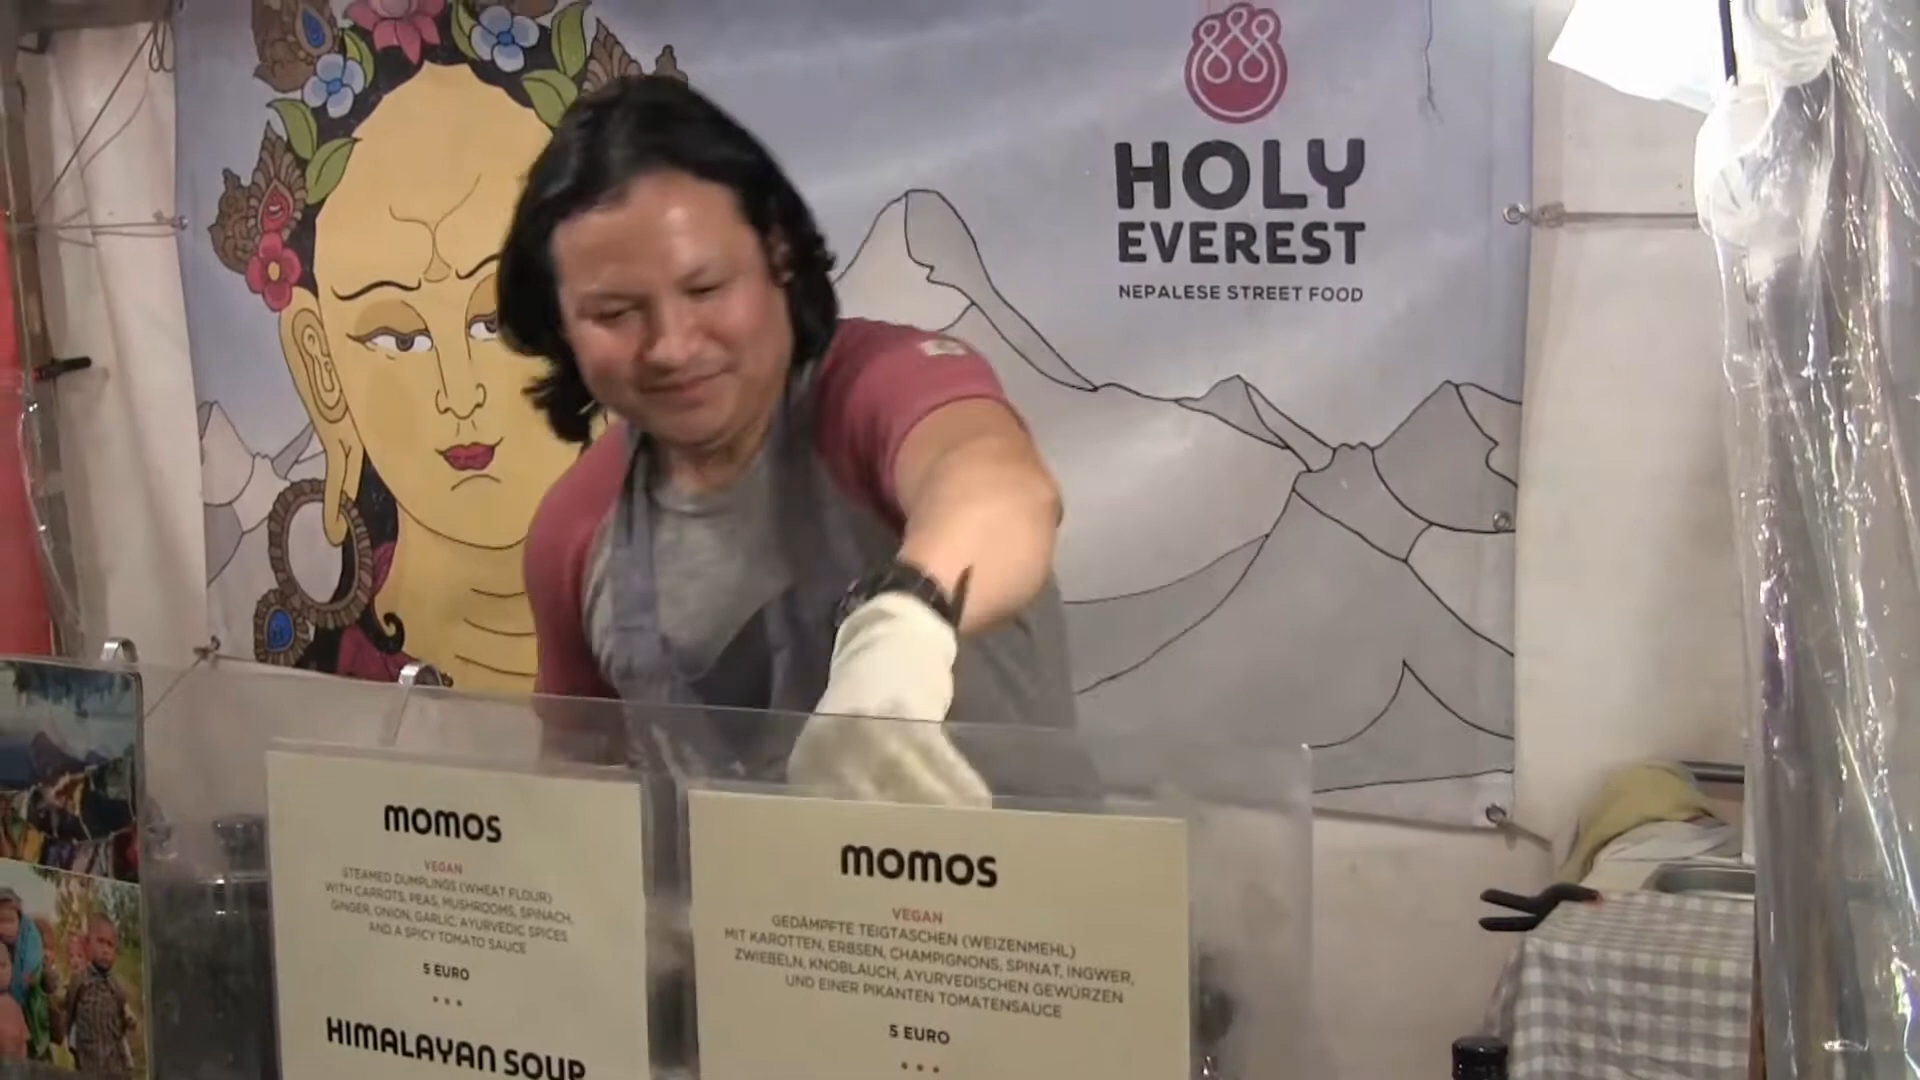 HOLY
EVEREST
NEPALESE STREET FOOD
momos
VEGAN
STEAMED DUMPLINGS (WHEAT FLOUR)
WITH CARROTS, PEAS, MUSHROOMS, SPINACH,
GINGER, ONION, GARLIC, AYURVEDIC SPICES
AND A SPICY TOMATO SAUCE
5 EURO
HIMALAYAN SOUP
momos
VEGAN
GEDÄMPFTE TEIGTASCHEN (WEIZENMEHL)
MIT KAROTTEN, ERBSEN, CHAMPIGNONS, SPINAT, INGWER,
ZWIEBELN, KNOBLAUCH, AYURVEDISCHEN GEWÜRZEN
UND EINER PIKANTEN TOMATENSAUCE
5 EURO